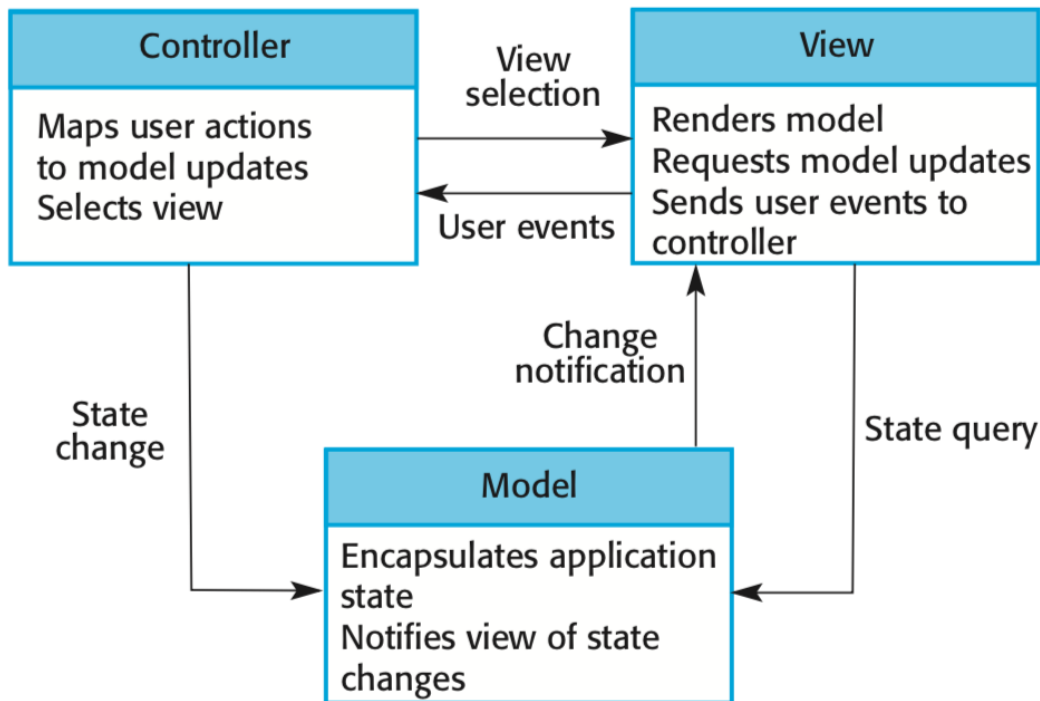 Controller
Maps user actions
to model updates
Selects view
View
selection
User events
View
Renders model
Requests model updates
Sends user events to
controller
State
change
Change
notification
State query
Model
Encapsulates application
state
Notifies view of state
changes